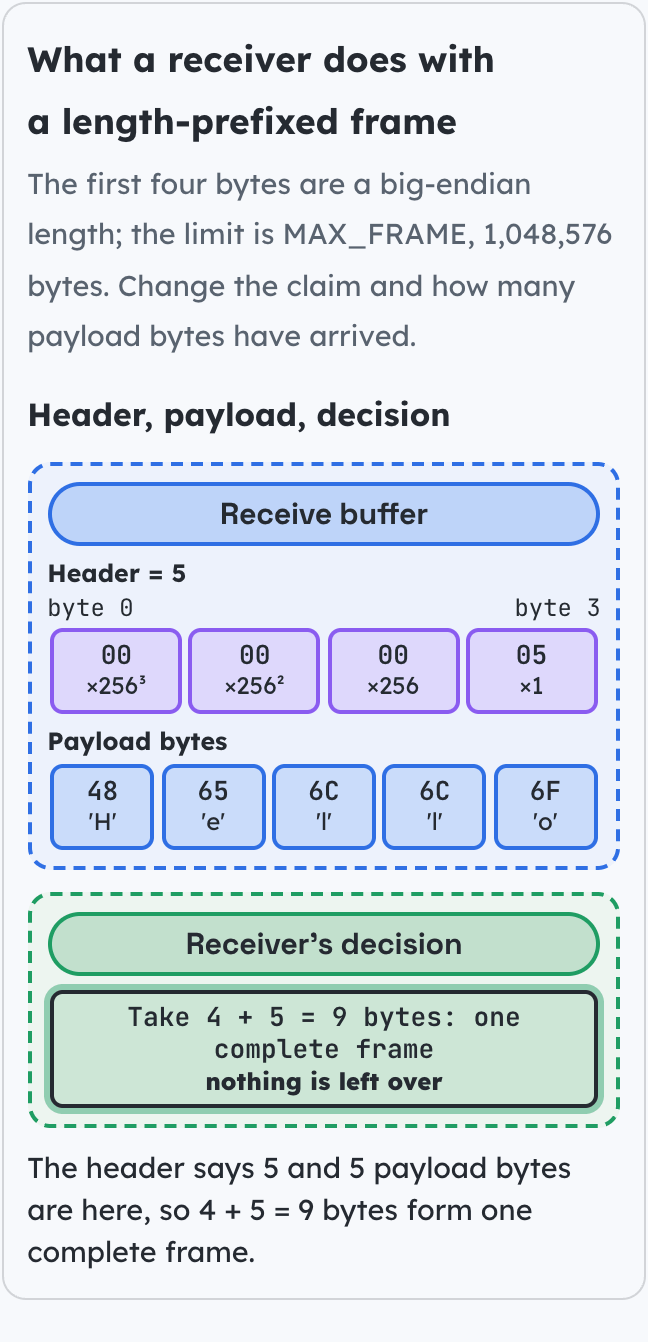 What a receiver does with
a length-prefixed frame
The first four bytes are a big-endian
length; the limit is MAX_FRAME, 1,048,576
bytes. Change the claim and how many
payload bytes have arrived.
Header, payload, decision
Receive buffer
Header = 5
byte 0 byte 3
00 00 00 05
×256³ ×256² ×256 ×1
Payload bytes
48 65 6C 6C 6F
'H' 'e' 'l' 'l' 'o'
Receiver’s decision
Take 4 + 5 = 9 bytes: one
complete frame
nothing is left over
The header says 5 and 5 payload bytes
are here, so 4 + 5 = 9 bytes form one
complete frame.